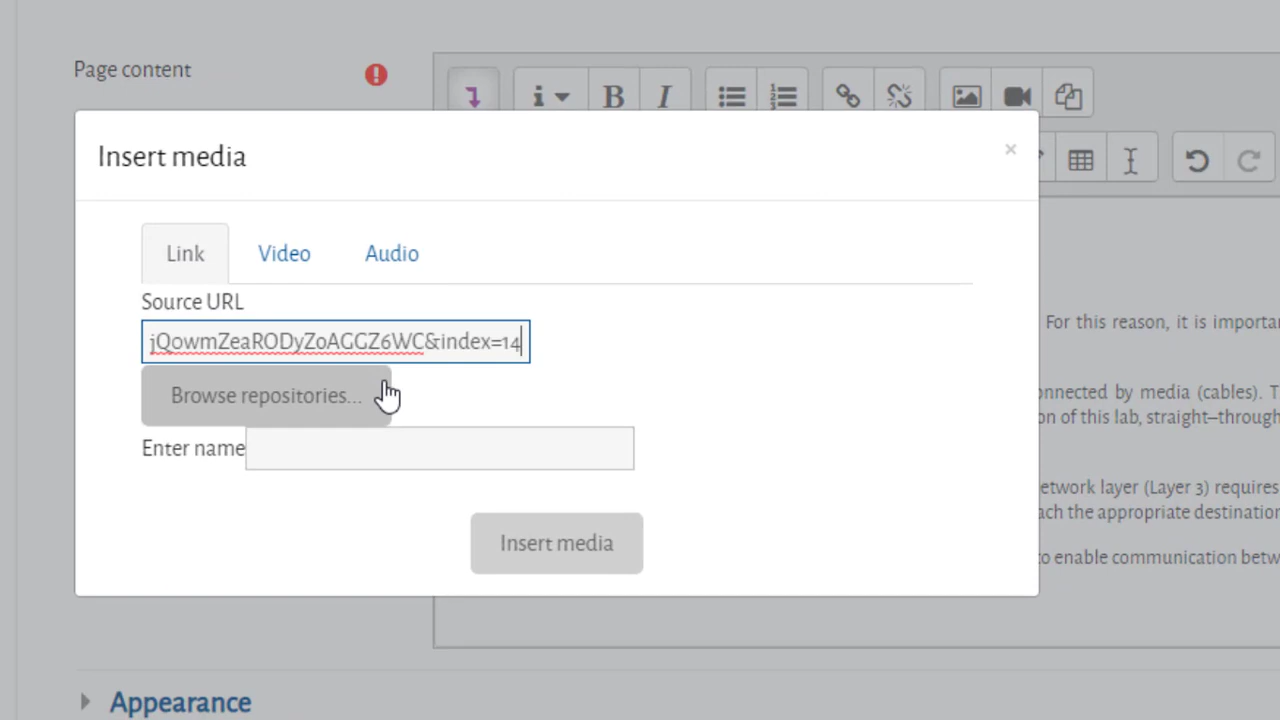 Page content
i B I
Insert media
×
Link Video Audio
Source URL
jQowmZeaRODyZoAGGZ6WC&index=14
Browse repositories...
Enter name
Insert media
For this reason, it is importan
onnected by media (cables). T
on of this lab, straight–through
etwork layer (Layer 3) requires
ach the appropriate destination
to enable communication betw
Appearance